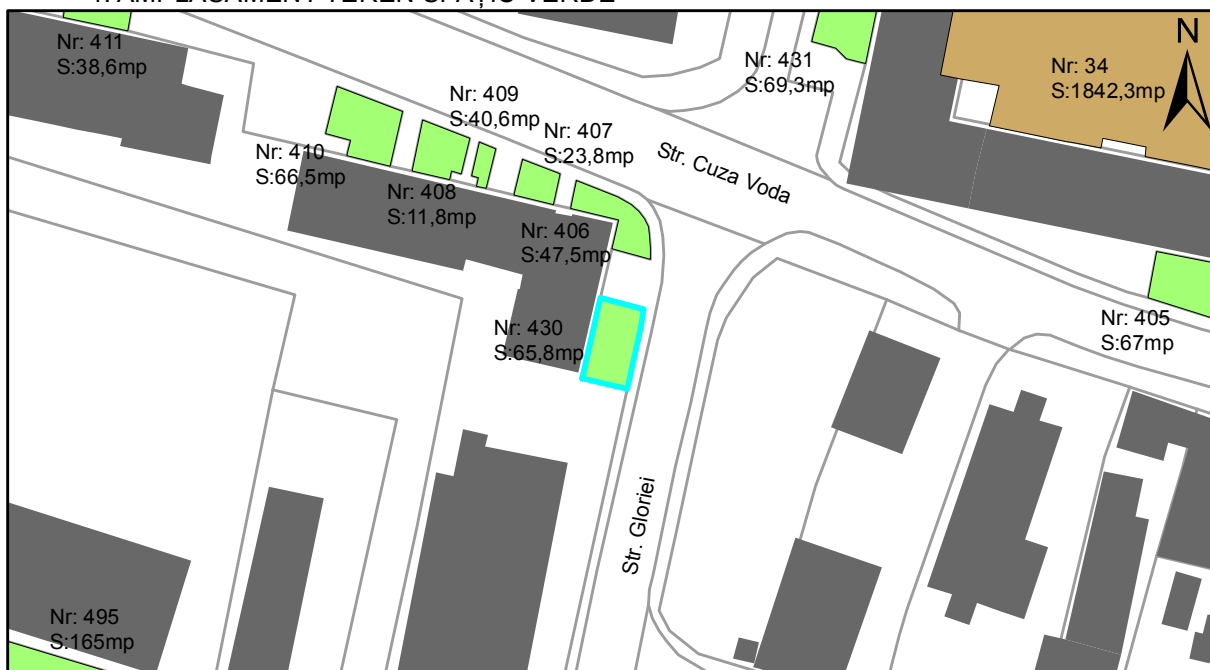 Nr: 411
S:38,6mp
Nr: 409
S:40,6mp
Nr: 431
S:69,3mp
Nr: 34
S:1842,3mp
N
Nr: 407
S:23,8mp
Nr: 410
S:66,5mp
Str. Cuza Voda
Nr: 408
S:11,8mp
Nr: 406
S:47,5mp
Nr: 430
S:65,8mp
Nr: 405
S:67mp
Str. Gloriei
Nr: 495
S:165mp